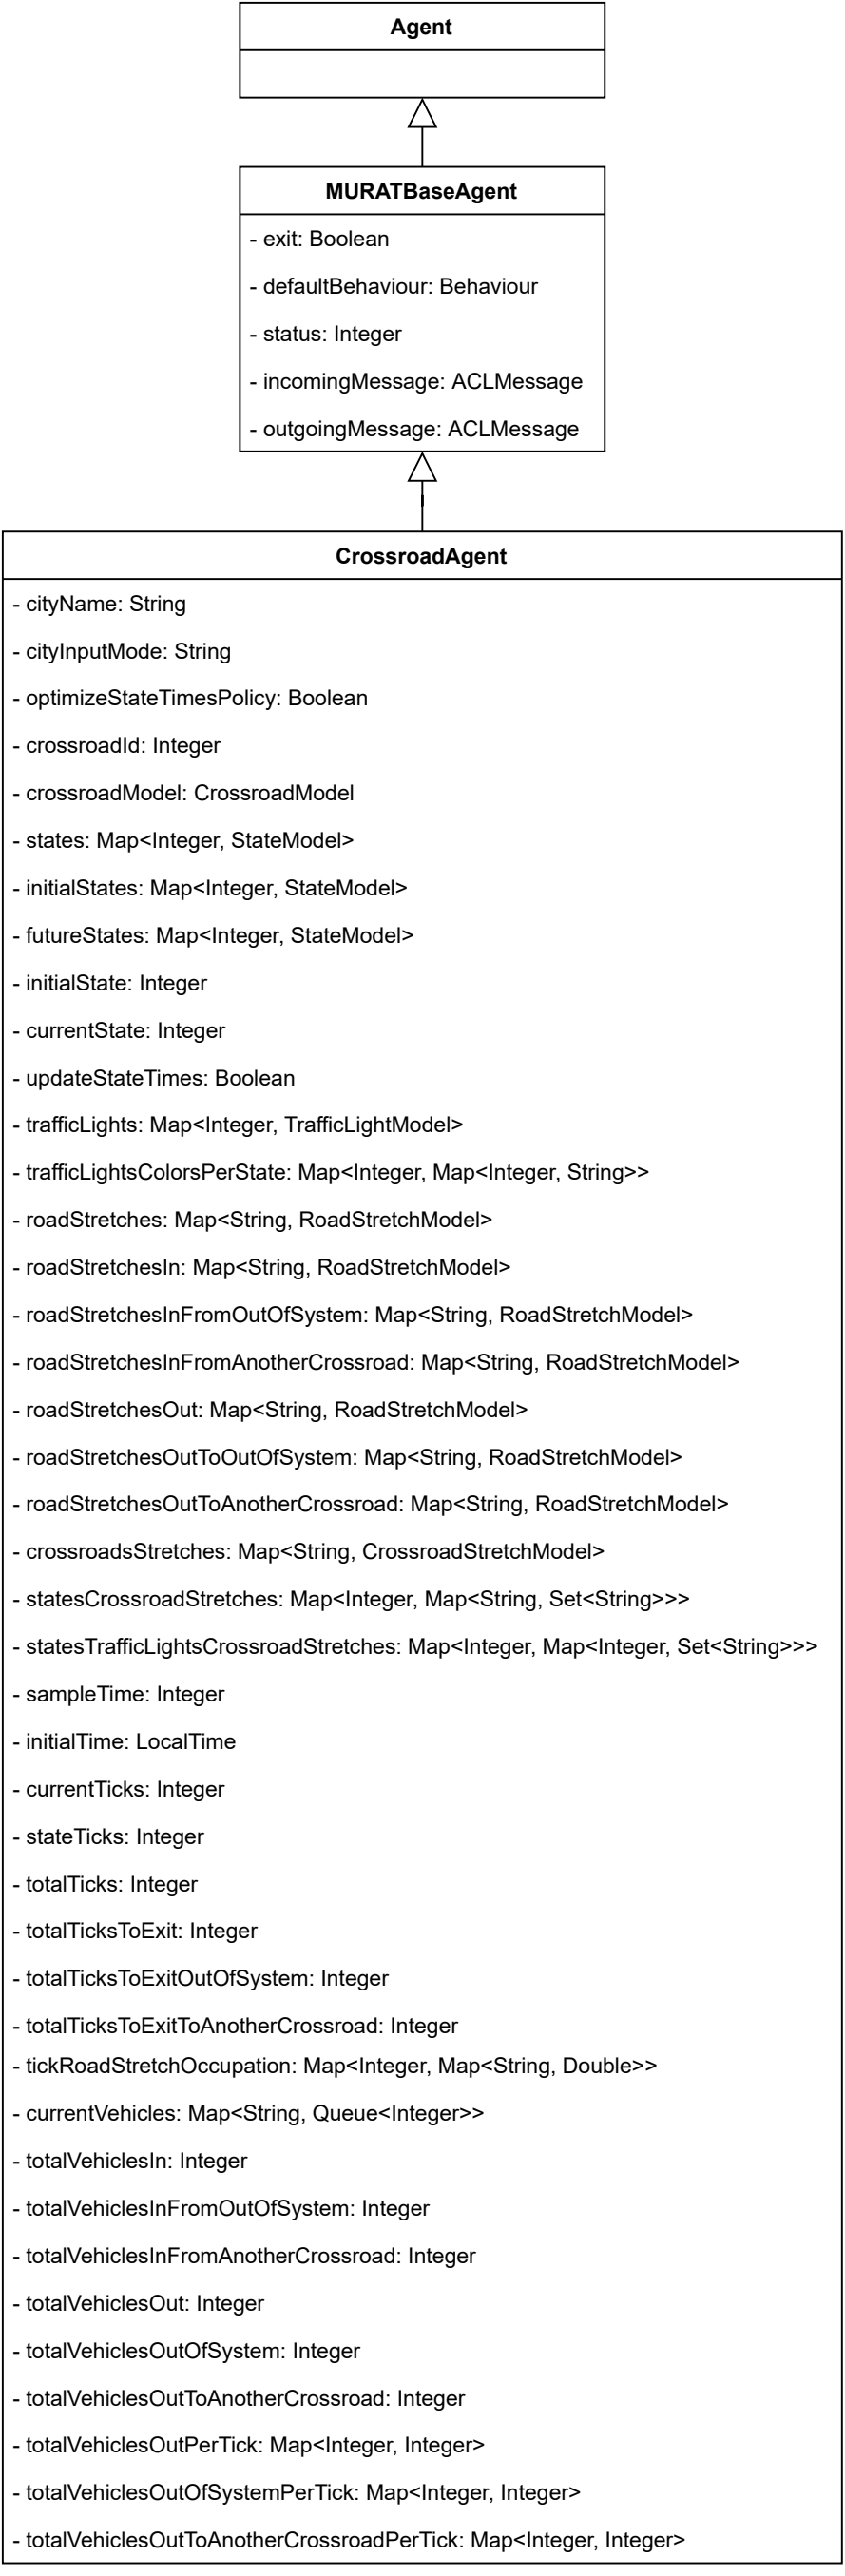 Agent
MURATBaseAgent
- exit: Boolean
- defaultBehaviour: Behaviour
- status: Integer
- incomingMessage: ACLMessage
- outgoingMessage: ACLMessage
CrossroadAgent
- cityName: String
- cityInputMode: String
- optimizeStateTimesPolicy: Boolean
- crossroadId: Integer
- crossroadModel: CrossroadModel
- states: Map<Integer, StateModel>
- initialStates: Map<Integer, StateModel>
- futureStates: Map<Integer, StateModel>
- initialState: Integer
- currentState: Integer
- updateStateTimes: Boolean
- trafficLights: Map<Integer, TrafficLightModel>
- trafficLightsColorsPerState: Map<Integer, Map<Integer, String>>
- roadStretches: Map<String, RoadStretchModel>
- roadStretchesIn: Map<String, RoadStretchModel>
- roadStretchesInFromOutOfSystem: Map<String, RoadStretchModel>
- roadStretchesInFromAnotherCrossroad: Map<String, RoadStretchModel>
- roadStretchesOut: Map<String, RoadStretchModel>
- roadStretchesOutToOutOfSystem: Map<String, RoadStretchModel>
- roadStretchesOutToAnotherCrossroad: Map<String, RoadStretchModel>
- crossroadsStretches: Map<String, CrossroadStretchModel>
- statesCrossroadStretches: Map<Integer, Map<String, Set<String>>>
- statesTrafficLightsCrossroadStretches: Map<Integer, Map<Integer, Set<String>>>
- sampleTime: Integer
- initialTime: LocalTime
- currentTicks: Integer
- stateTicks: Integer
- totalTicks: Integer
- totalTicksToExit: Integer
- totalTicksToExitOutOfSystem: Integer
- totalTicksToExitToAnotherCrossroad: Integer
- tickRoadStretchOccupation: Map<Integer, Map<String, Double>>
- currentVehicles: Map<String, Queue<Integer>>
- totalVehiclesIn: Integer
- totalVehiclesInFromOutOfSystem: Integer
- totalVehiclesInFromAnotherCrossroad: Integer
- totalVehiclesOut: Integer
- totalVehiclesOutOfSystem: Integer
- totalVehiclesOutToAnotherCrossroad: Integer
- totalVehiclesOutPerTick: Map<Integer, Integer>
- totalVehiclesOutOfSystemPerTick: Map<Integer, Integer>
- totalVehiclesOutToAnotherCrossroadPerTick: Map<Integer, Integer>